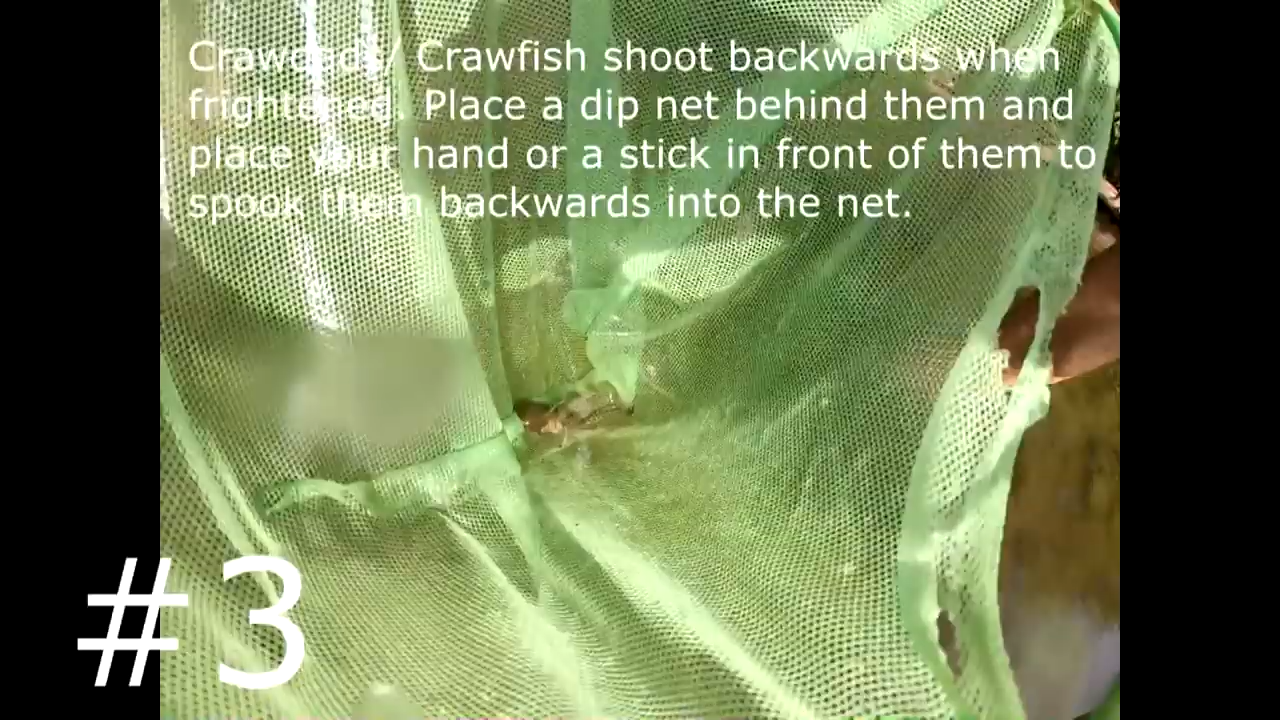 Crawdads/ Crawfish shoot backwards when
frightened. Place a dip net behind them and
place your hand or a stick in front of them to
spook them backwards into the net.
#3